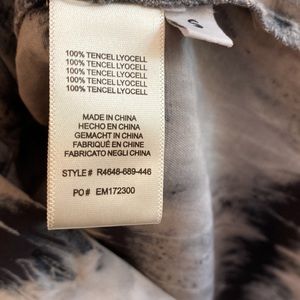 100% TENCEL LYOCELL
100% TENCEL LYOCELL
100% TENCEL LYOCELL
100% TENCEL LYOCELL
100% TENCEL LYOCELL
MADE IN CHINA
HECHO EN CHINA
GEMACHT IN CHINA
FABRIQUÉ EN CHINE
FABRICATO NEGLI CHINA
STYLE # R4648-689-446
PO # EM172300